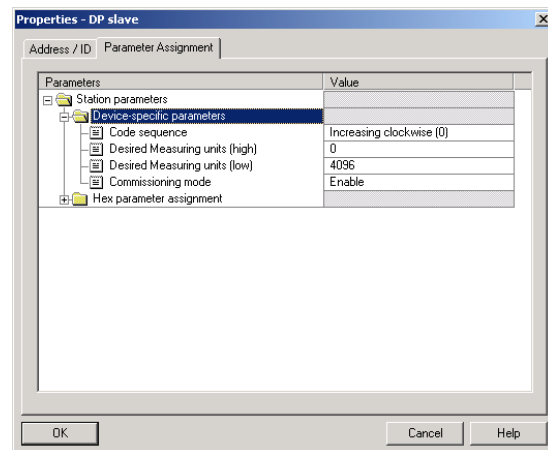 Properties - DP slave
Address / ID Parameter Assignment
Parameters Value
Station parameters
Device-specific parameters
Code sequence Increasing clockwise (0)
Desired Measuring units (high) 0
Desired Measuring units (low) 4096
Commissioning mode Enable
Hex parameter assignment
OK Cancel Help